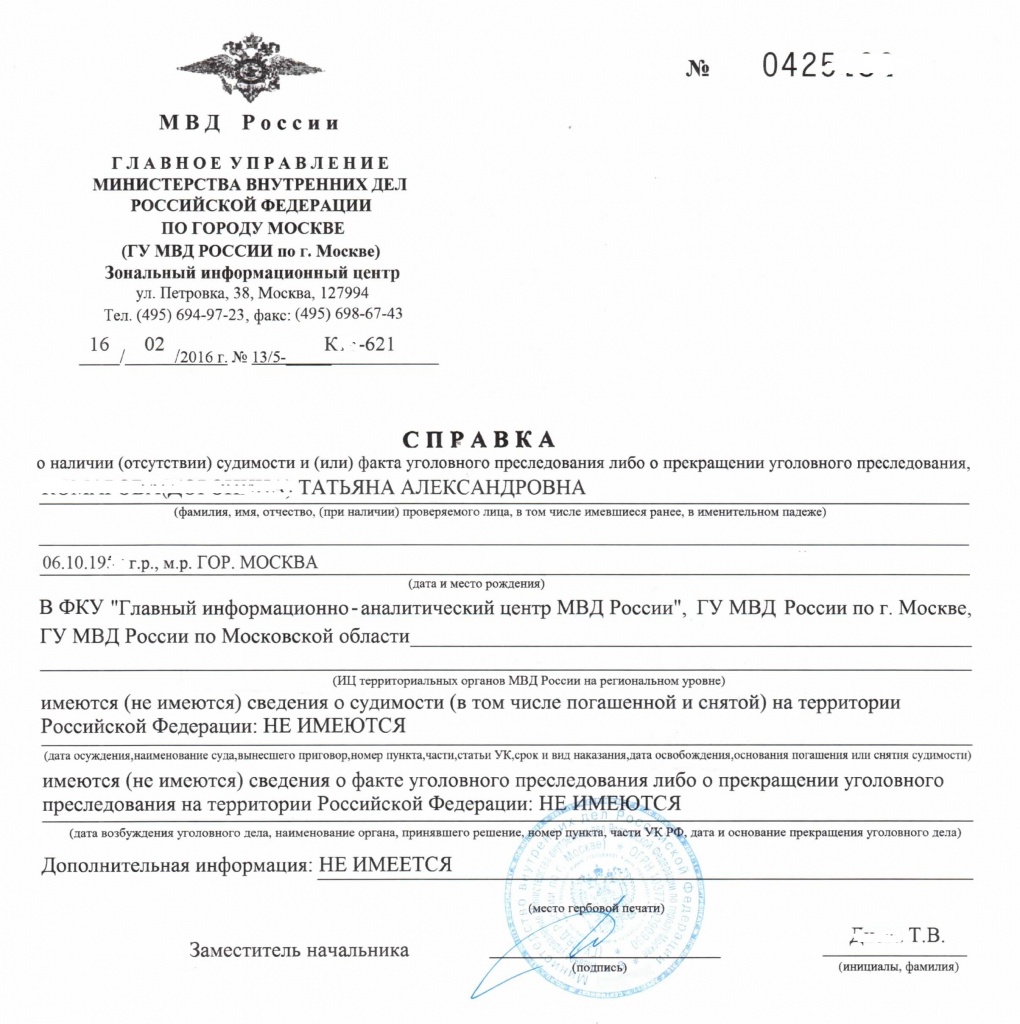 № 0425
МВД России
ГЛАВНОЕ УПРАВЛЕНИЕ
МИНИСТЕРСТВА ВНУТРЕННИХ ДЕЛ
РОССИЙСКОЙ ФЕДЕРАЦИИ
ПО ГОРОДУ МОСКВЕ
(ГУ МВД РОССИИ по г. Москве)
Зональный информационный центр
ул. Петровка, 38, Москва, 127994
Тел. (495) 694-97-23, факс: (495) 698-67-43
16 / 02 /2016 г. № 13/5- К -621
СПРАВКА
о наличии (отсутствии) судимости и (или) факта уголовного преследования либо о прекращении уголовного преследования,
ТАТЬЯНА АЛЕКСАНДРОВНА
(фамилия, имя, отчество, (при наличии) проверяемого лица, в том числе имевшиеся ранее, в именительном падеже)
06.10.19 г.р., м.р. ГОР. МОСКВА
(дата и место рождения)
В ФКУ "Главный информационно-аналитический центр МВД России", ГУ МВД России по г. Москве,
ГУ МВД России по Московской области
(ИЦ территориальных органов МВД России на региональном уровне)
имеются (не имеются) сведения о судимости (в том числе погашенной и снятой) на территории
Российской Федерации: НЕ ИМЕЮТСЯ
(дата осуждения,наименование суда,вынесшего приговор,номер пункта,части,статьи УК,срок и вид наказания,дата освобождения,основания погашения или снятия судимости)
имеются (не имеются) сведения о факте уголовного преследования либо о прекращении уголовного
преследования на территории Российской Федерации: НЕ ИМЕЮТСЯ
(дата возбуждения уголовного дела, наименование органа, принявшего решение, номер пункта, части УК РФ, дата и основание прекращения уголовного дела)
Дополнительная информация: НЕ ИМЕЕТСЯ
(место гербовой печати)
Заместитель начальника
Т.В.
(подпись)
(инициалы, фамилия)
Министерство внутренних дел Российской Федерации